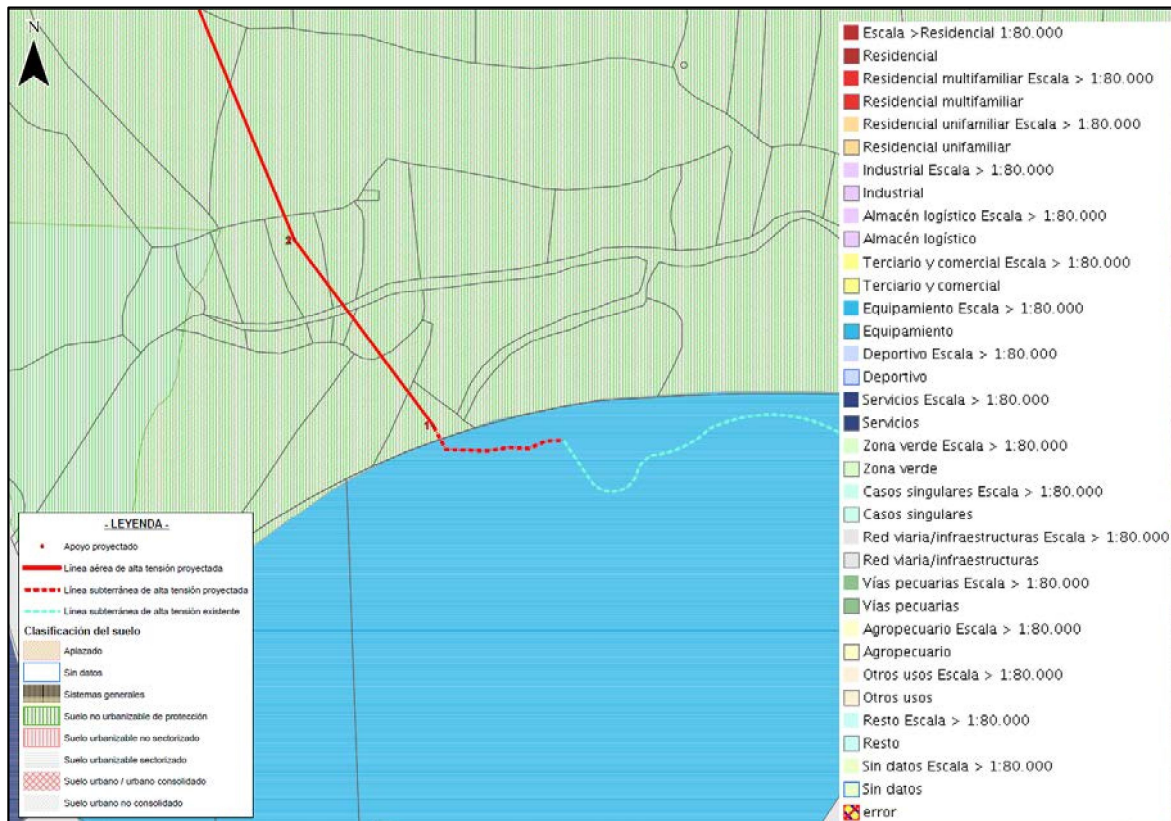 N
2
1
- LEYENDA -
Apoyo proyectado
Línea aérea de alta tensión proyectada
Línea subterránea de alta tensión proyectada
Línea subterránea de alta tensión existente
Clasificación del suelo
Aplazado
Sin datos
Sistemas generales
Suelo no urbanizable de protección
Suelo urbanizable no sectorizado
Suelo urbanizable sectorizado
Suelo urbano / urbano consolidado
Suelo urbano no consolidado
Escala >Residencial 1:80.000
Residencial
Residencial multifamiliar Escala > 1:80.000
Residencial multifamiliar
Residencial unifamiliar Escala > 1:80.000
Residencial unifamiliar
Industrial Escala > 1:80.000
Industrial
Almacén logístico Escala > 1:80.000
Almacén logístico
Terciario y comercial Escala > 1:80.000
Terciario y comercial
Equipamiento Escala > 1:80.000
Equipamiento
Deportivo Escala > 1:80.000
Deportivo
Servicios Escala > 1:80.000
Servicios
Zona verde Escala > 1:80.000
Zona verde
Casos singulares Escala > 1:80.000
Casos singulares
Red viaria/infraestructuras Escala > 1:80.000
Red viaria/infraestructuras
Vías pecuarias Escala > 1:80.000
Vías pecuarias
Agropecuario Escala > 1:80.000
Agropecuario
Otros usos Escala > 1:80.000
Otros usos
Resto Escala > 1:80.000
Resto
Sin datos Escala > 1:80.000
Sin datos
error